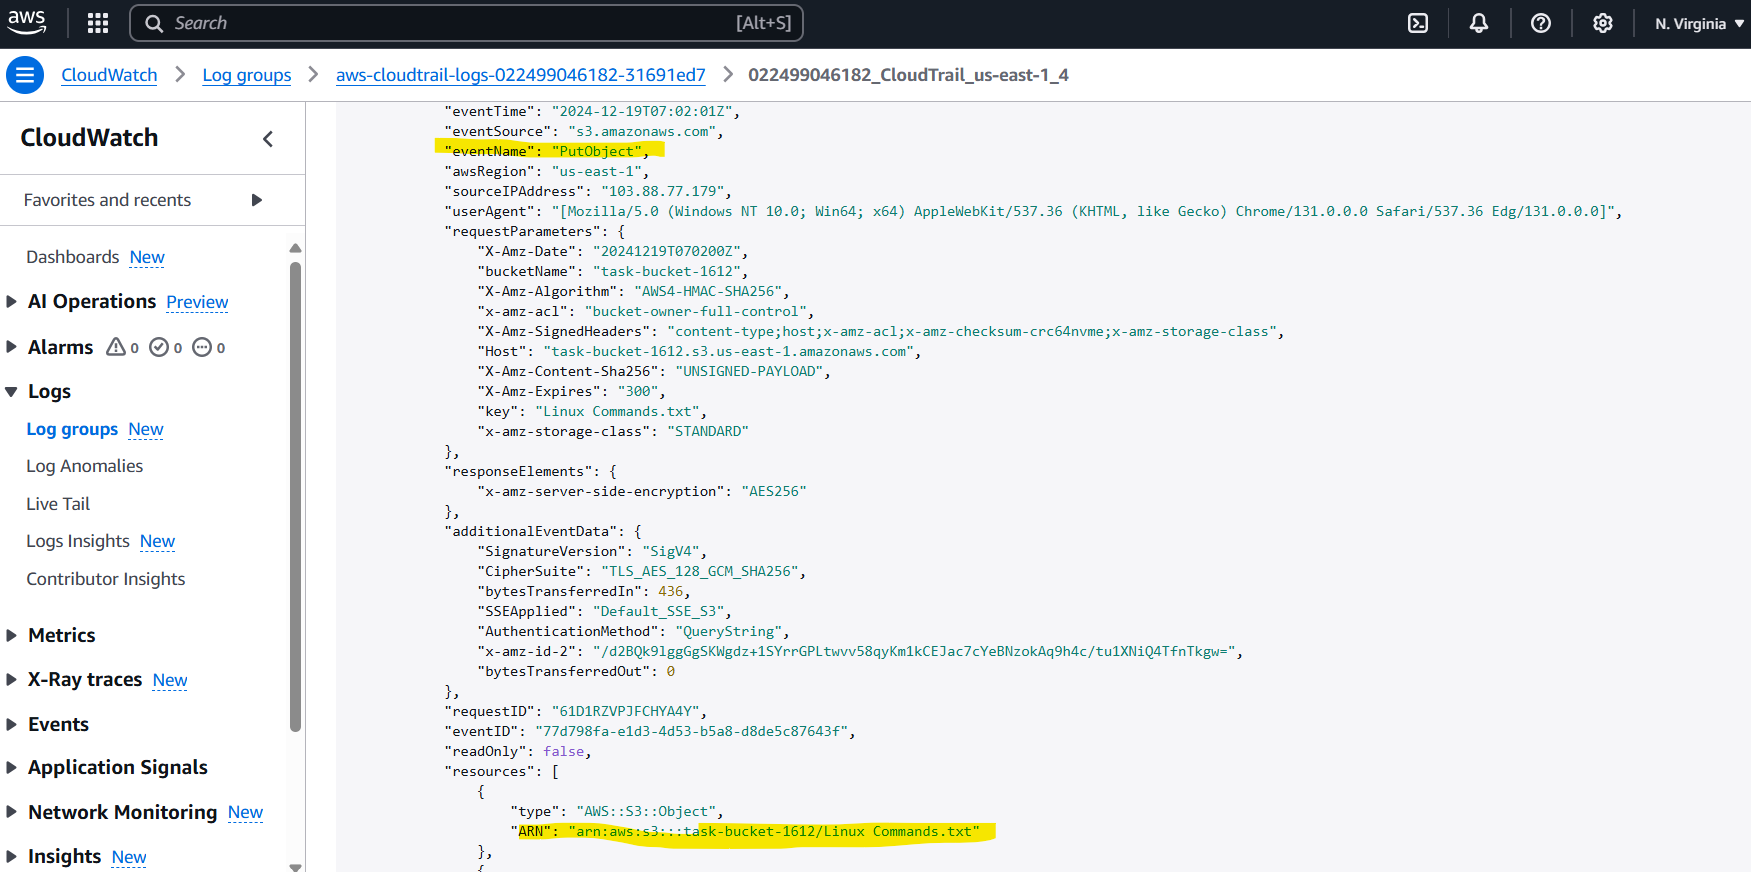 aws
Search
[Alt+S]
N. Virginia
CloudWatch
Log groups
aws-cloudtrail-logs-022499046182-31691ed7
022499046182_CloudTrail_us-east-1_4
CloudWatch
Favorites and recents
Dashboards New
AI Operations Preview
Alarms 0 0 0
Logs
Log groups New
Log Anomalies
Live Tail
Logs Insights New
Contributor Insights
Metrics
X-Ray traces New
Events
Application Signals
Network Monitoring New
Insights New
"eventTime": "2024-12-19T07:02:01Z",
"eventSource": "s3.amazonaws.com",
"eventName": "PutObject",
"awsRegion": "us-east-1",
"sourceIPAddress": "103.88.77.179",
"userAgent": "[Mozilla/5.0 (Windows NT 10.0; Win64; x64) AppleWebKit/537.36 (KHTML, like Gecko) Chrome/131.0.0.0 Safari/537.36 Edg/131.0.0.0]",
"requestParameters": {
"X-Amz-Date": "20241219T070200Z",
"bucketName": "task-bucket-1612",
"X-Amz-Algorithm": "AWS4-HMAC-SHA256",
"x-amz-acl": "bucket-owner-full-control",
"X-Amz-SignedHeaders": "content-type;host;x-amz-acl;x-amz-checksum-crc64nvme;x-amz-storage-class",
"Host": "task-bucket-1612.s3.us-east-1.amazonaws.com",
"X-Amz-Content-Sha256": "UNSIGNED-PAYLOAD",
"X-Amz-Expires": "300",
"key": "Linux Commands.txt",
"x-amz-storage-class": "STANDARD"
},
"responseElements": {
"x-amz-server-side-encryption": "AES256"
},
"additionalEventData": {
"SignatureVersion": "SigV4",
"CipherSuite": "TLS_AES_128_GCM_SHA256",
"bytesTransferredIn": 436,
"SSEApplied": "Default_SSE_S3",
"AuthenticationMethod": "QueryString",
"x-amz-id-2": "/d2BQk9lggGgSKWgdz+1SYrrGPLtwvv58qyKm1kCEJac7cYeBNzokAq9h4c/tu1XNiQ4TfnTkgw=",
"bytesTransferredOut": 0
},
"requestID": "61D1RZVPJFCHYA4Y",
"eventID": "77d798fa-e1d3-4d53-b5a8-d8de5c87643f",
"readOnly": false,
"resources": [
{
"type": "AWS::S3::Object",
"ARN": "arn:aws:s3:::task-bucket-1612/Linux Commands.txt"
},
{